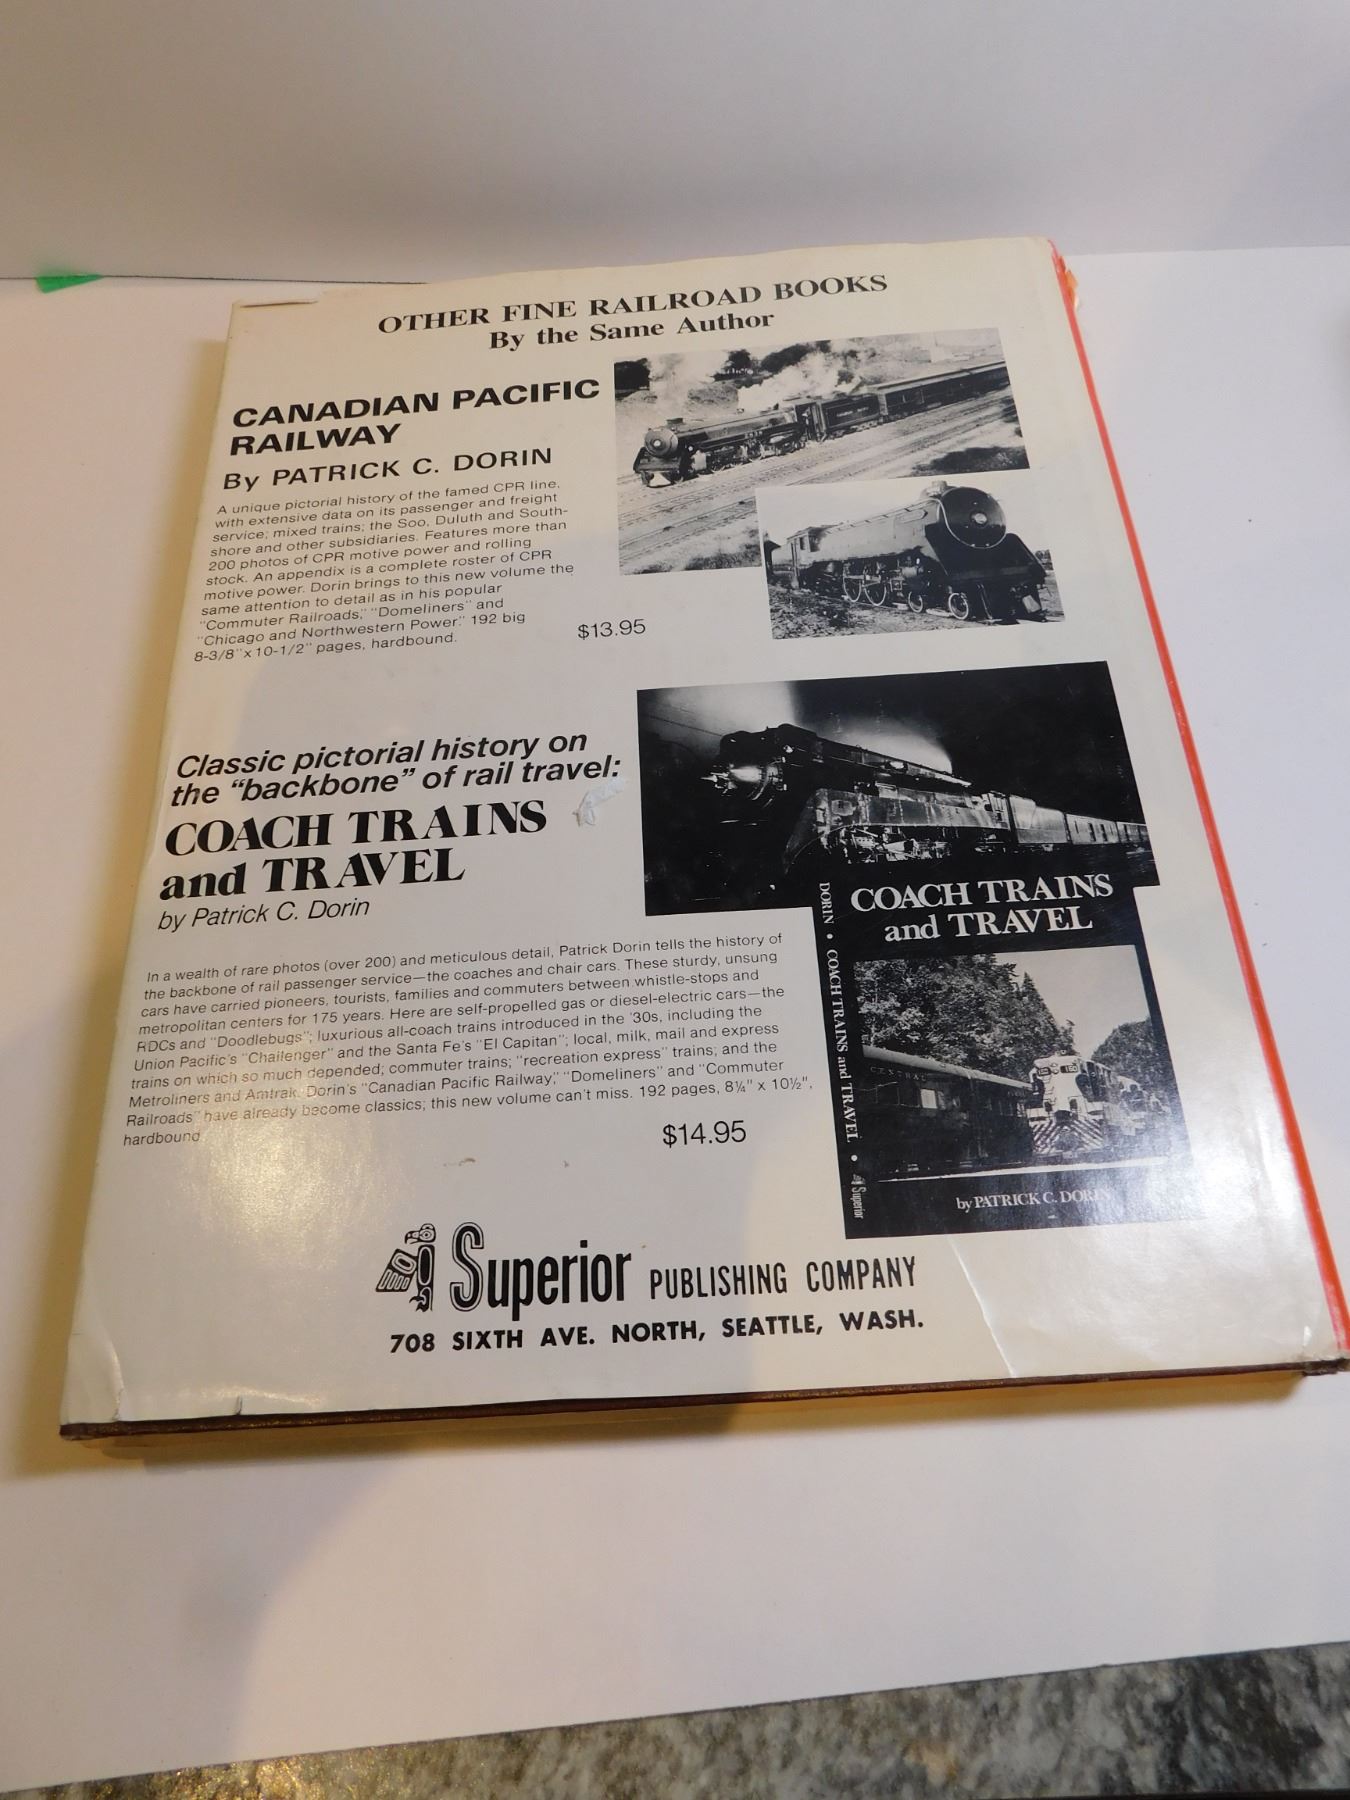 OTHER FINE RAILROAD BOOKS
By the Same Author
CANADIAN PACIFIC
RAILWAY
By PATRICK C. DORIN
A unique pictorial history of the famed CPR line,
with extensive data on its passenger and freight
service; mixed trains; the Soo, Duluth and South-
shore and other subsidiaries. Features more than
200 photos of CPR motive power and rolling
stock. An appendix is a complete roster of CPR
motive power. Dorin brings to this new volume the
same attention to detail as in his popular
"Commuter Railroads," "Domeliners" and
"Chicago and Northwestern Power." 192 big
8-3/8" x 10-1/2" pages, hardbound.
$13.95
Classic pictorial history on
the "backbone" of rail travel:
COACH TRAINS
and TRAVEL
by Patrick C. Dorin
In a wealth of rare photos (over 200) and meticulous detail, Patrick Dorin tells the history of
the backbone of rail passenger service—the coaches and chair cars. These sturdy, unsung
cars have carried pioneers, tourists, families and commuters between whistle-stops and
metropolitan centers for 175 years. Here are self-propelled gas or diesel-electric cars—the
RDCs and "Doodlebugs"; luxurious all-coach trains introduced in the '30s, including the
Union Pacific's "Challenger" and the Santa Fe's "El Capitan"; local, milk, mail and express
trains on which so much depended; commuter trains; "recreation express" trains; and the
Metroliners and Amtrak. Dorin's "Canadian Pacific Railway," "Domeliners" and "Commuter
Railroads" have already become classics; this new volume can't miss. 192 pages, 8¼" x 10½",
hardbound
$14.95
DORIN • COACH TRAINS and TRAVEL • Superior
COACH TRAINS
and TRAVEL
CENTRAL
160
by PATRICK C. DORIN
Superior PUBLISHING COMPANY
708 SIXTH AVE. NORTH, SEATTLE, WASH.